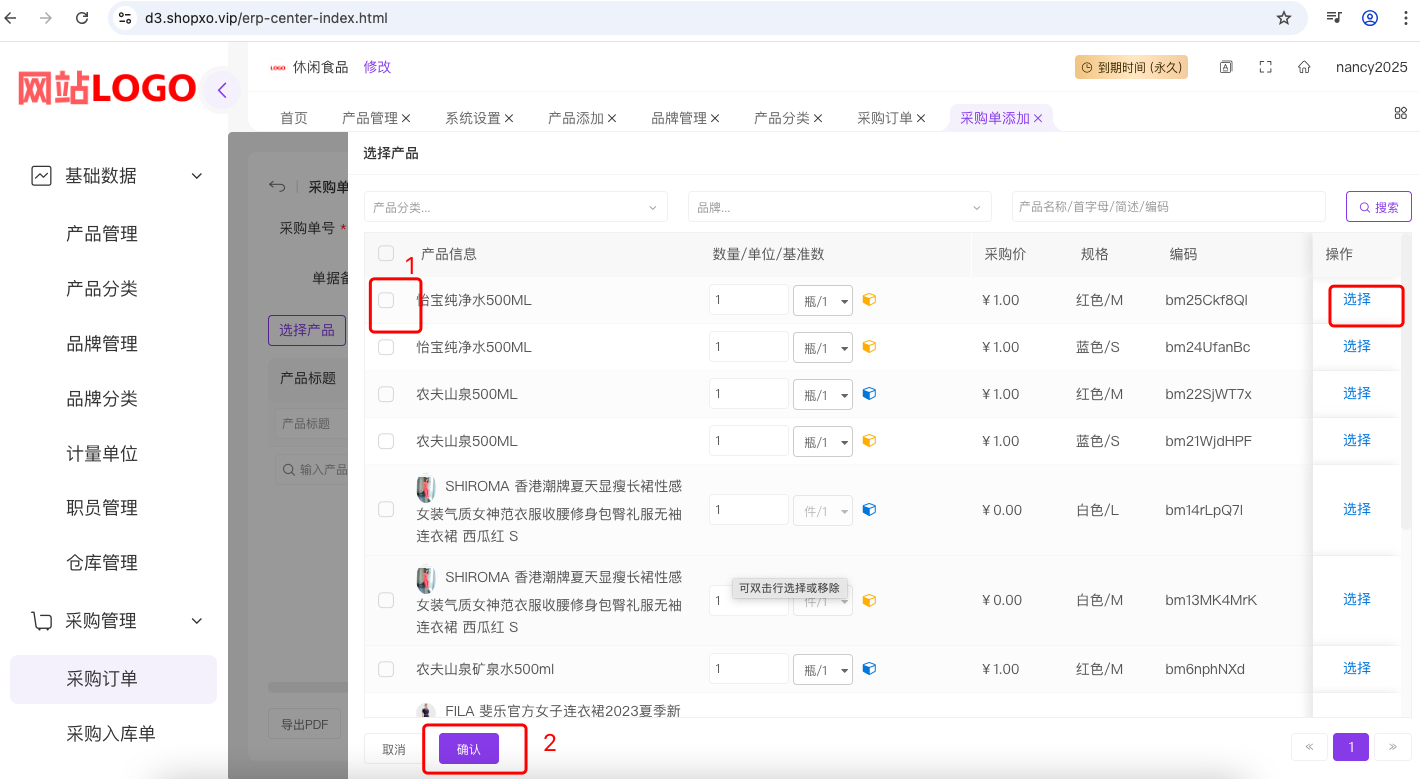 d3.shopxo.vip/erp-center-index.html
网站LOGO
LOGO 休闲食品 修改 到期时间 (永久) nancy2025
首页 产品管理 系统设置 产品添加 品牌管理 产品分类 采购订单 采购单添加
基础数据
产品管理
产品分类
品牌管理
品牌分类
计量单位
职员管理
仓库管理
采购管理
采购订单
采购入库单
采购单
采购单号 *
单据备
选择产品
产品标题
产品标题
输入产品
导出PDF
选择产品
产品分类... 品牌... 产品名称/首字母/简述/编码 搜索
产品信息 数量/单位/基准数 采购价 规格 编码 操作
1
怡宝纯净水500ML 1 瓶/1 ￥1.00 红色/M bm25Ckf8Ql 选择
怡宝纯净水500ML 1 瓶/1 ￥1.00 蓝色/S bm24UfanBc 选择
农夫山泉500ML 1 瓶/1 ￥1.00 红色/M bm22SjWT7x 选择
农夫山泉500ML 1 瓶/1 ￥1.00 蓝色/S bm21WjdHPF 选择
SHIROMA 香港潮牌夏天显瘦长裙性感
女装气质女神范衣服收腰修身包臀礼服无袖 1 件/1 ￥0.00 白色/L bm14rLpQ7l 选择
连衣裙 西瓜红 S
SHIROMA 香港潮牌夏天显瘦长裙性感
可双击行选择或移除
女装气质女神范衣服收腰修身包臀礼服无袖 1 件/1 ￥0.00 白色/M bm13MK4MrK 选择
连衣裙 西瓜红 S
农夫山泉矿泉水500ml 1 瓶/1 ￥1.00 红色/M bm6nphNXd 选择
FILA 斐乐官方女子连衣裙2023夏季新
取消 确认 2 « 1 »